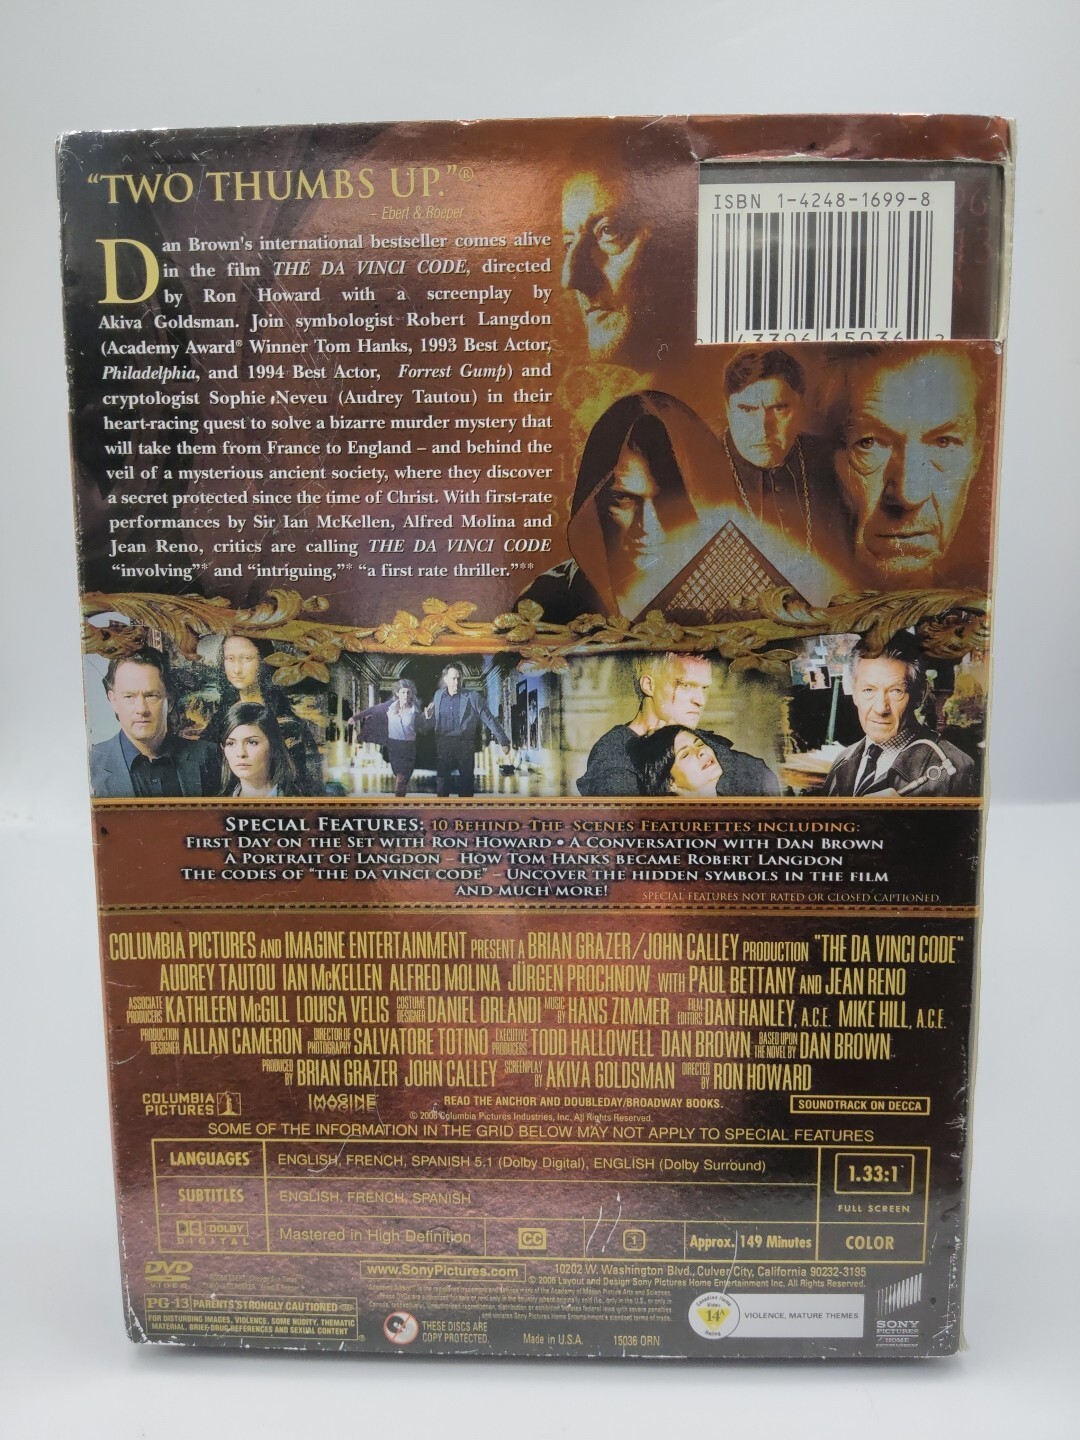 "TWO THUMBS UP."®
– Ebert & Roeper
ISBN 1-4248-1699-8
43396 15036
Dan Brown's international bestseller comes alive
in the film THE DA VINCI CODE, directed
by Ron Howard with a screenplay by
Akiva Goldsman. Join symbologist Robert Langdon
(Academy Award® Winner Tom Hanks, 1993 Best Actor,
Philadelphia, and 1994 Best Actor, Forrest Gump) and
cryptologist Sophie Neveu (Audrey Tautou) in their
heart-racing quest to solve a bizarre murder mystery that
will take them from France to England – and behind the
veil of a mysterious ancient society, where they discover
a secret protected since the time of Christ. With first-rate
performances by Sir Ian McKellen, Alfred Molina and
Jean Reno, critics are calling THE DA VINCI CODE
"involving"* and "intriguing,"* "a first rate thriller."**
SPECIAL FEATURES: 10 BEHIND-THE-SCENES FEATURETTES INCLUDING:
FIRST DAY ON THE SET WITH RON HOWARD • A CONVERSATION WITH DAN BROWN
A PORTRAIT OF LANGDON – HOW TOM HANKS BECAME ROBERT LANGDON
THE CODES OF "THE DA VINCI CODE" – UNCOVER THE HIDDEN SYMBOLS IN THE FILM
AND MUCH MORE!
SPECIAL FEATURES NOT RATED OR CLOSED CAPTIONED.
COLUMBIA PICTURES AND IMAGINE ENTERTAINMENT PRESENT A BRIAN GRAZER/JOHN CALLEY PRODUCTION "THE DA VINCI CODE"
AUDREY TAUTOU IAN McKELLEN ALFRED MOLINA JÜRGEN PROCHNOW WITH PAUL BETTANY AND JEAN RENO
ASSOCIATE PRODUCERS KATHLEEN McGILL LOUISA VELIS COSTUME DESIGNER DANIEL ORLANDI MUSIC BY HANS ZIMMER FILM EDITORS DAN HANLEY, A.C.E. MIKE HILL, A.C.E.
PRODUCTION DESIGNER ALLAN CAMERON DIRECTOR OF PHOTOGRAPHY SALVATORE TOTINO EXECUTIVE PRODUCERS TODD HALLOWELL DAN BROWN BASED UPON THE NOVEL BY DAN BROWN
PRODUCED BY BRIAN GRAZER JOHN CALLEY SCREENPLAY BY AKIVA GOLDSMAN DIRECTED BY RON HOWARD
COLUMBIA PICTURES
IMAGINE
READ THE ANCHOR AND DOUBLEDAY/BROADWAY BOOKS.
SOUNDTRACK ON DECCA
© 2006 Columbia Pictures Industries, Inc. All Rights Reserved.
SOME OF THE INFORMATION IN THE GRID BELOW MAY NOT APPLY TO SPECIAL FEATURES
LANGUAGES ENGLISH, FRENCH, SPANISH 5.1 (Dolby Digital), ENGLISH (Dolby Surround)
1.33:1
FULL SCREEN
SUBTITLES ENGLISH, FRENCH, SPANISH
DOLBY DIGITAL Mastered in High Definition CC 1 Approx. 149 Minutes COLOR
DVD VIDEO
www.SonyPictures.com
10202 W. Washington Blvd., Culver City, California 90232-3195
© 2006 Layout and Design Sony Pictures Home Entertainment Inc. All Rights Reserved.
PG-13 PARENTS STRONGLY CAUTIONED
FOR DISTURBING IMAGES, VIOLENCE, SOME NUDITY, THEMATIC
MATERIAL, BRIEF DRUG REFERENCES AND SEXUAL CONTENT
THESE DISCS ARE
COPY PROTECTED.
Made in U.S.A.
15036 ORN
Canadian Home Video 14A Rating
VIOLENCE, MATURE THEMES
SONY
PICTURES
HOME
ENTERTAINMENT